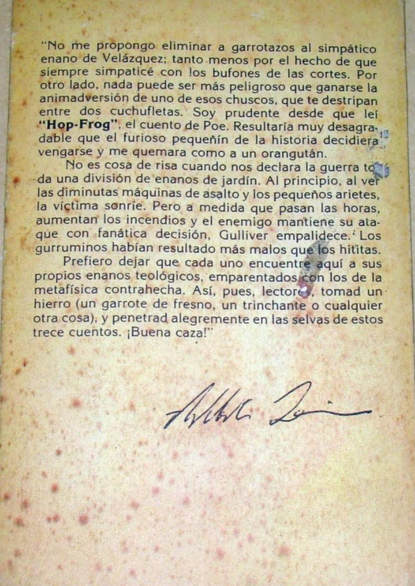 "No me propongo eliminar a garrotazos al simpático
enano de Velázquez; tanto menos por el hecho de que
siempre simpaticé con los bufones de las cortes. Por
otro lado, nada puede ser más peligroso que ganarse la
animadversión de uno de esos chuscos, que te destripan
entre dos cuchufletas. Soy prudente desde que leí
"Hop-Frog", el cuento de Poe. Resultaría muy desagra-
dable que el furioso pequeñín de la historia decidiera
vengarse y me quemara como a un orangután.
No es cosa de risa cuando nos declara la guerra to-
da una división de enanos de jardín. Al principio, al ver
las diminutas máquinas de asalto y los pequeños arietes,
la víctima sonríe. Pero a medida que pasan las horas,
aumentan los incendios y el enemigo mantiene su ata-
que con fanática decisión, Gulliver empalidece. Los
gurruminos habían resultado más malos que los hititas.
Prefiero dejar que cada uno encuentre aquí a sus
propios enanos teológicos, emparentados con los de la
metafísica contrahecha. Así, pues, lectores, tomad un
hierro (un garrote de fresno, un trinchante o cualquier
otra cosa), y penetrad alegremente en las selvas de estos
trece cuentos. ¡Buena caza!"